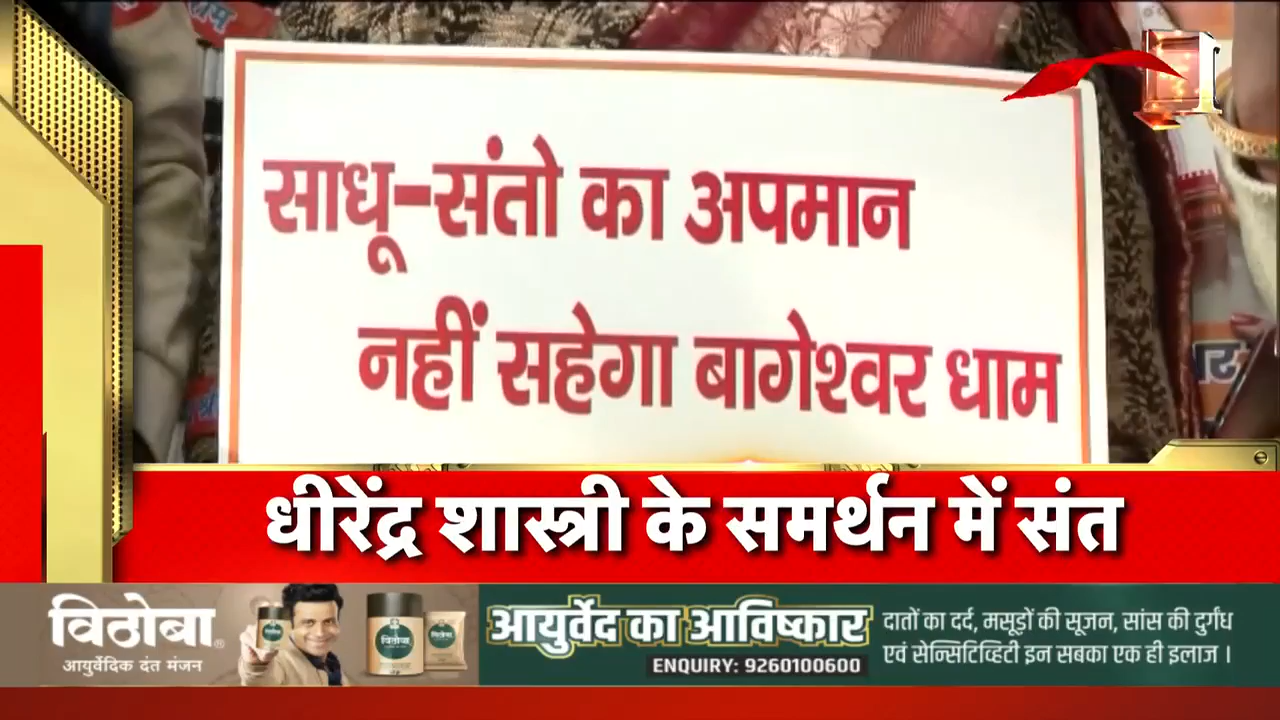 साधू-संतो का अपमान
नहीं सहेगा बागेश्वर धाम
धीरेंद्र शास्त्री के समर्थन में संत
विठोबा
आयुर्वेदिक दंत मंजन
आयुर्वेद का आविष्कार
ENQUIRY: 9260100600
दातों का दर्द, मसूड़ों की सूजन, सांस की दुर्गंध
एवं सेन्सिटिव्हिटी इन सबका एक ही इलाज ।